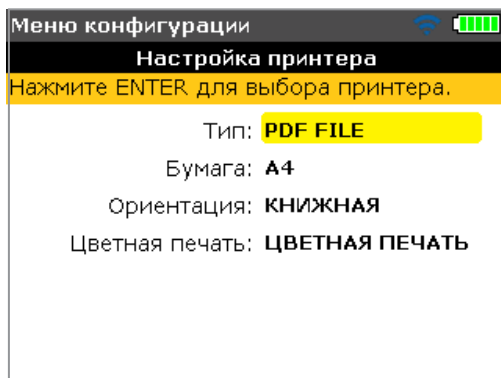 Меню конфигурации
Настройка принтера
Нажмите ENTER для выбора принтера.
Тип: PDF FILE
Бумага: A4
Ориентация: КНИЖНАЯ
Цветная печать: ЦВЕТНАЯ ПЕЧАТЬ